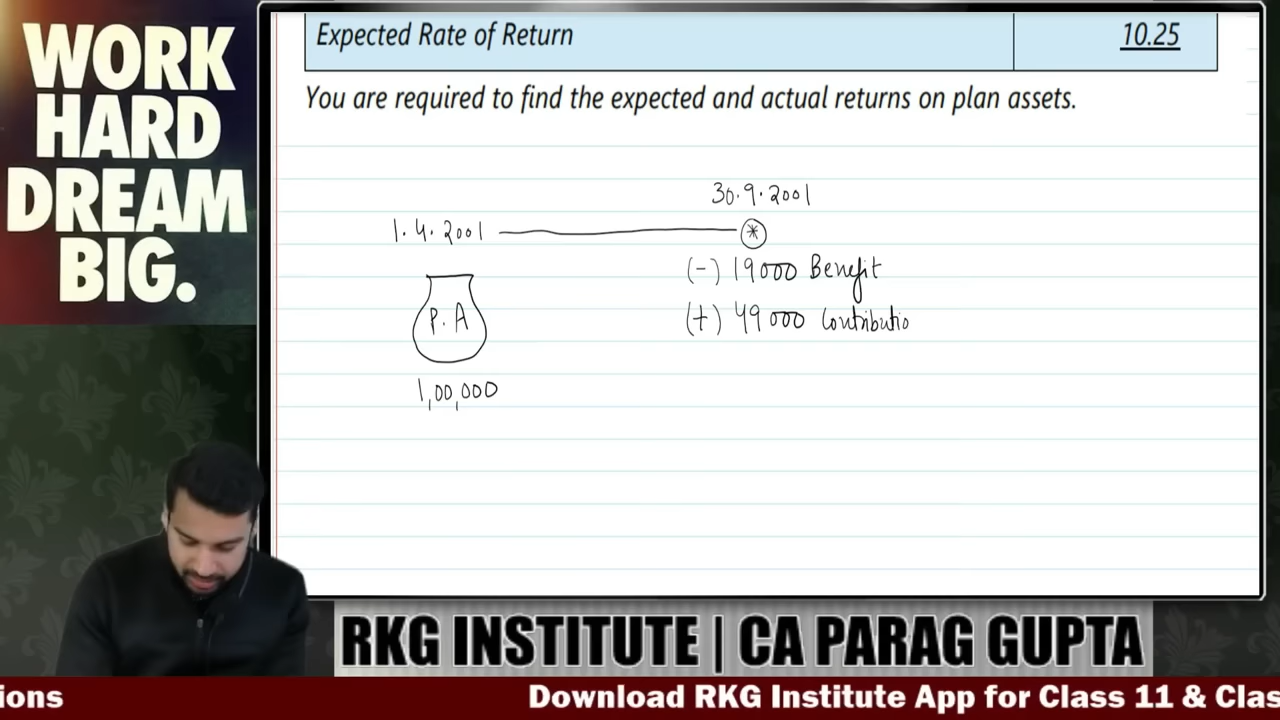 WORK
HARD
DREAM
BIG.
Expected Rate of Return 10.25
You are required to find the expected and actual returns on plan assets.
30.9.2001
1.4.2001
(-) 19000 Benefit
(+) 49000 Contributio
P.A
1,00,000
RKG INSTITUTE | CA PARAG GUPTA
ions Download RKG Institute App for Class 11 & Clas